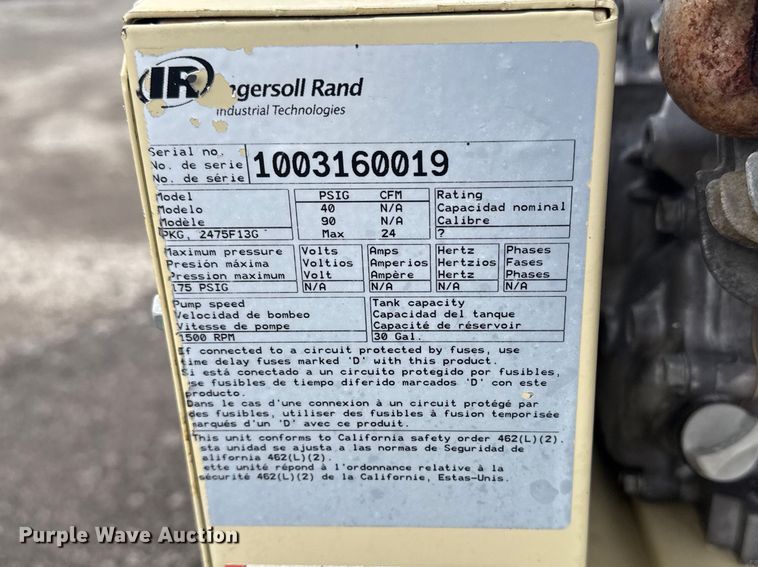 IR Ingersoll Rand
Industrial Technologies
Serial no.
No. de serie
No. de série
1003160019
Model
Modelo
Modèle
PKG, 2475F13G
PSIG CFM
40 N/A
90 N/A
Max 24
Rating
Capacidad nominal
Calibre
?
Maximum pressure
Presión máxima
Pression maximum
175 PSIG
Volts
Voltios
Volt
N/A
Amps
Amperios
Ampère
N/A
Hertz
Hertzios
Hertz
N/A
Phases
Fases
Phases
N/A
Pump speed
Velocidad de bombeo
Vitesse de pompe
1500 RPM
Tank capacity
Capacidad del tanque
Capacité de réservoir
30 Gal.
If connected to a circuit protected by fuses, use
time delay fuses marked 'D' with this product.
Si está conectado a un circuito protegido por fusibles,
use fusibles de tiempo diferido marcados 'D' con este
producto.
Dans le cas d'une connexion à un circuit protégé par
des fusibles, utiliser des fusibles à fusion temporisée
marqués d'un 'D' avec ce produit.
This unit conforms to California safety order 462(L)(2).
Esta unidad se ajusta a las normas de Seguridad de
California 462(L)(2).
Cette unité répond à l'ordonnance relative à la
sécurité 462(L)(2) de la Californie, Estas-Unis.
Purple Wave Auction